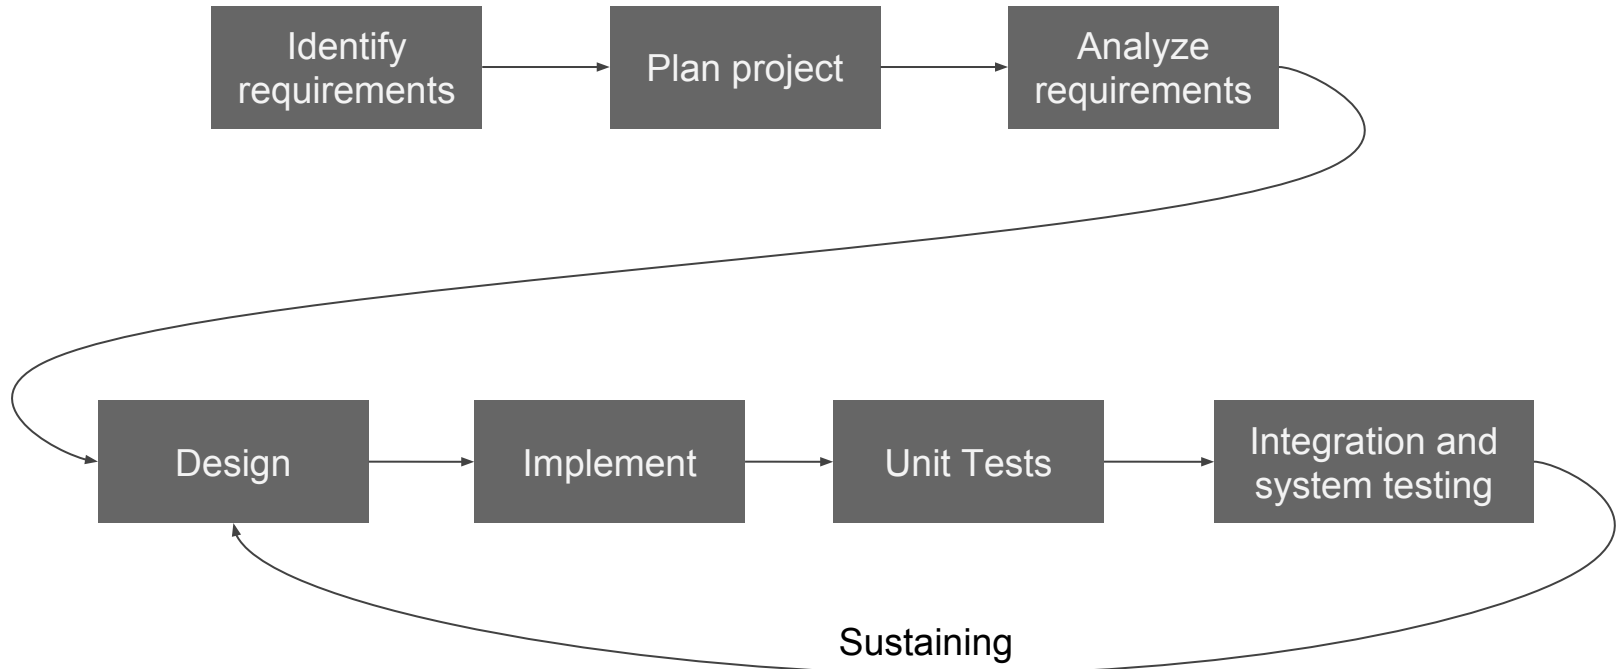 Identify
requirements
Plan project
Analyze
requirements
Design
Implement
Unit Tests
Integration and
system testing
Sustaining